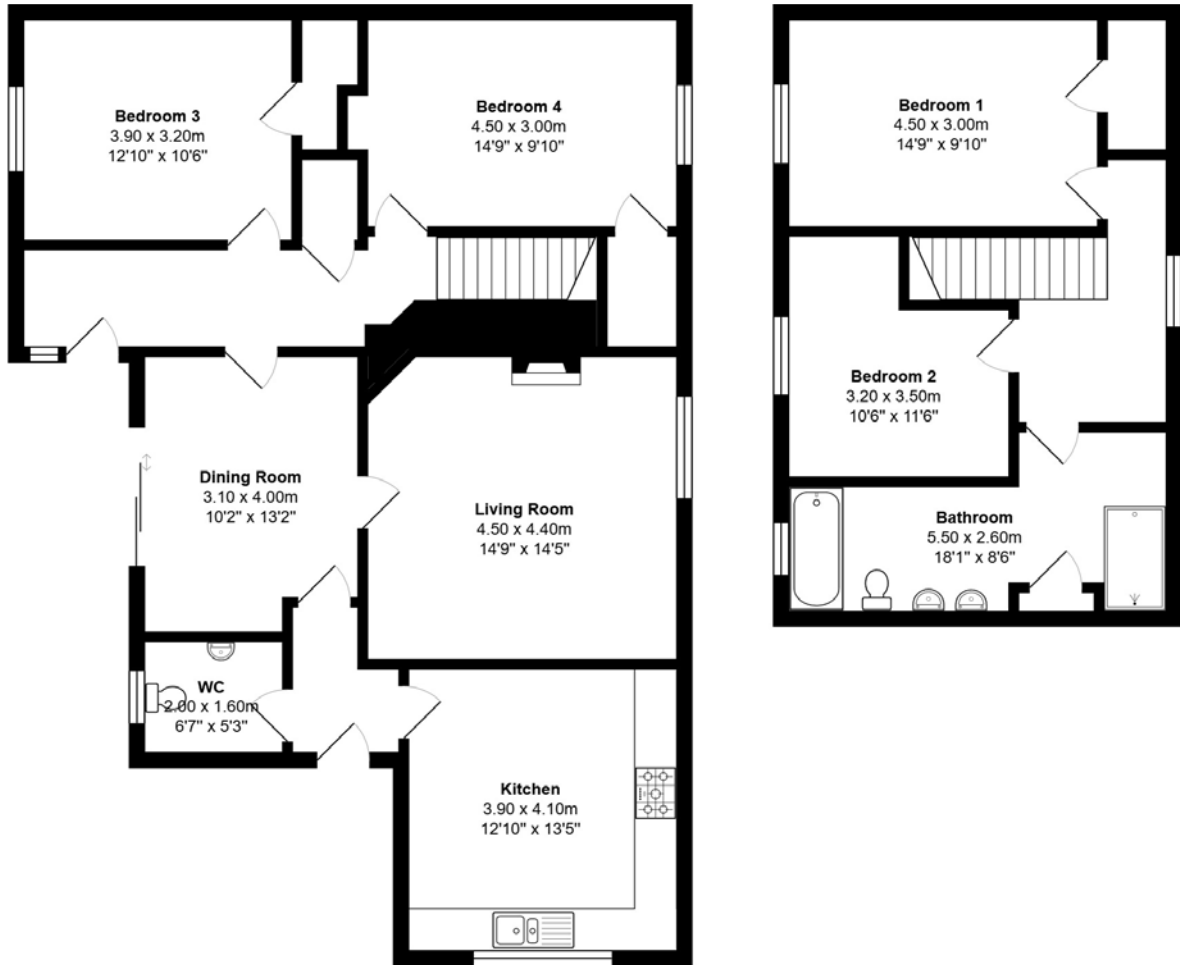 Bedroom 3
3.90 x 3.20m
12'10" x 10'6"
Bedroom 4
4.50 x 3.00m
14'9" x 9'10"
Bedroom 1
4.50 x 3.00m
14'9" x 9'10"
Bedroom 2
3.20 x 3.50m
10'6" x 11'6"
Dining Room
3.10 x 4.00m
10'2" x 13'2"
Living Room
4.50 x 4.40m
14'9" x 14'5"
Bathroom
5.50 x 2.60m
18'1" x 8'6"
WC
2.00 x 1.60m
6'7" x 5'3"
Kitchen
3.90 x 4.10m
12'10" x 13'5"